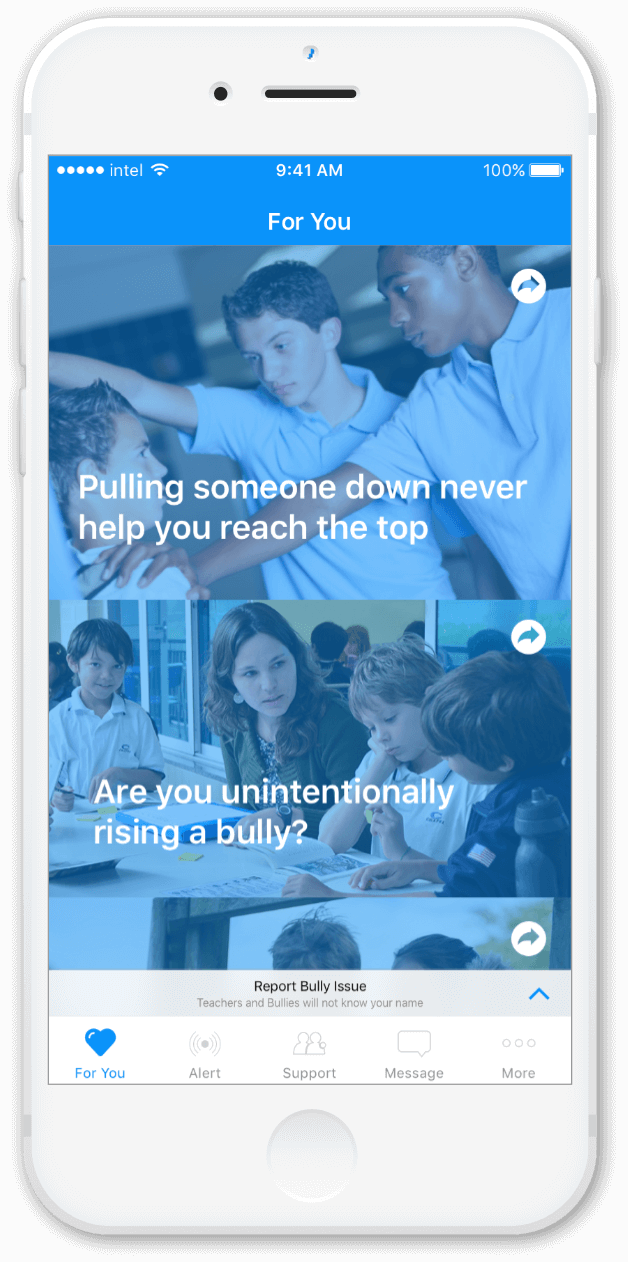 intel 9:41 AM 100%
For You
Pulling someone down never
help you reach the top
Are you unintentionally
rising a bully?
Report Bully Issue
Teachers and Bullies will not know your name
For You Alert Support Message More